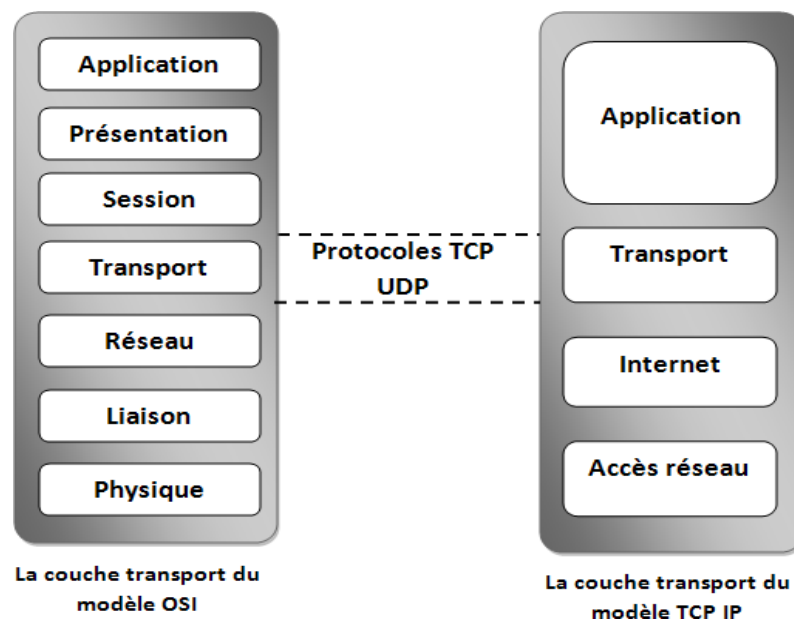 Application
Présentation
Session
Transport
Réseau
Liaison
Physique
La couche transport du
modèle OSI
Protocoles TCP
UDP
Application
Transport
Internet
Accès réseau
La couche transport du
modèle TCP IP